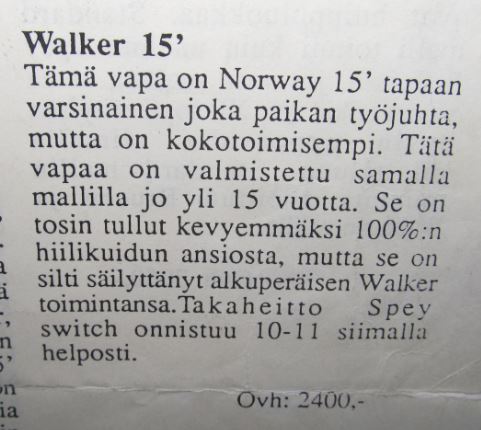 Walker 15'
Tämä vapa on Norway 15' tapaan
varsinainen joka paikan työjuhta,
mutta on kokotoimisempi. Tätä
vapaa on valmistettu samalla
mallilla jo yli 15 vuotta. Se on
tosin tullut kevyemmäksi 100%:n
hiilikuidun ansiosta, mutta se on
silti säilyttänyt alkuperäisen Walker
toimintansa.Takaheitto Spey
switch onnistuu 10-11 siimalla
helposti.
Ovh: 2400,-